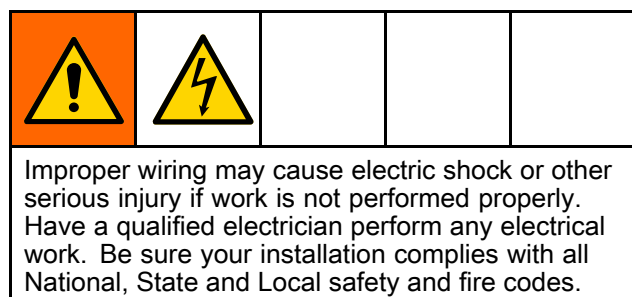 Improper wiring may cause electric shock or other
serious injury if work is not performed properly.
Have a qualified electrician perform any electrical
work. Be sure your installation complies with all
National, State and Local safety and fire codes.